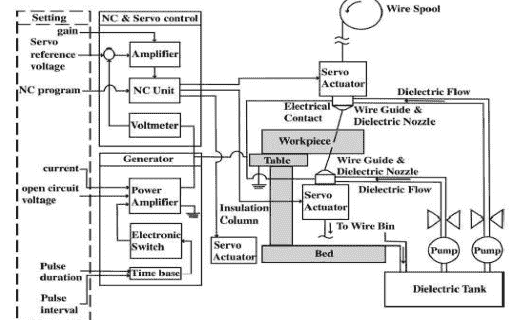 Setting
NC & Servo control
Wire Spool
gain
Servo
reference
voltage
Amplifier
NC program
NC Unit
Voltmeter
Servo
Actuator
Dielectric Flow
Electrical
Contact
Wire Guide &
Dielectric Nozzle
Workpiece
Generator
Table
Wire Guide &
Dielectric Nozzle
Dielectric Flow
current
open circuit
voltage
Power
Amplifier
Insulation
Column
Servo
Actuator
To Wire Bin
Electronic
Switch
Servo
Actuator
Bed
Pump
Pump
Pulse
duration
Time base
Pulse
interval
Dielectric Tank